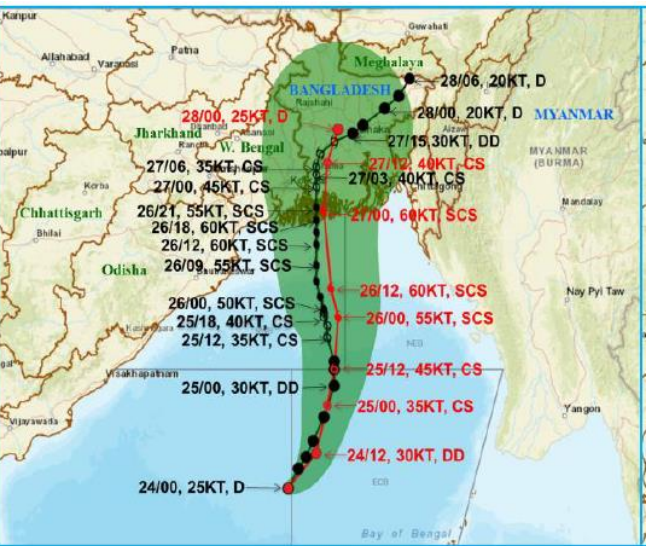 Kanpur
Guwahati
Patna
Allahabad
Varanasi
Meghalaya
28/06, 20KT, D
BANGLADESH
Rajshahi
28/00, 25KT, D
28/00, 20KT, D
MYANMAR
Jharkhand
Dhanbad
Asansol
Dhaka
Aizawl
27/15,30KT, DD
Ranchi
W. Bengal
MYANMAR
(BURMA)
27/06, 35KT, CS
27/12, 40KT, CS
27/03, 40KT, CS
Korba
27/00, 45KT, CS
Mandalay
Chhattisgarh
26/21, 55KT, SCS
27/00, 60KT, SCS
26/18, 60KT, SCS
Bhilai
26/12, 60KT, SCS
Odisha
26/09, 55KT, SCS
26/12, 60KT, SCS
Nay Pyi Taw
26/00, 50KT, SCS
25/18, 40KT, CS
26/00, 55KT, SCS
25/12, 35KT, CS
Visakhapatnam
25/12, 45KT, CS
25/00, 30KT, DD
25/00, 35KT, CS
Yangon
Vijayawada
24/12, 30KT, DD
24/00, 25KT, D
ECB
Bay of Bengal